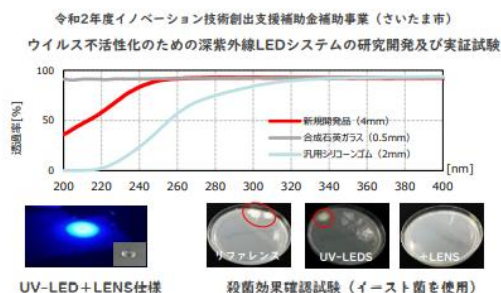 令和2年度イノベーション技術創出支援補助金補助事業（さいたま市）
ウイルス不活性化のための深紫外線LEDシステムの研究開発及び実証試験
透過率[%]
100
50
0
新規開発品（4mm）
合成石英ガラス（0.5mm）
汎用シリコーンゴム（2mm）
[nm]
200 220 240 260 280 300 320 340 360 380 400
リファレンス
UV-LEDS
+LENS
UV-LED+LENS仕様
殺菌効果確認試験（イースト菌を使用）